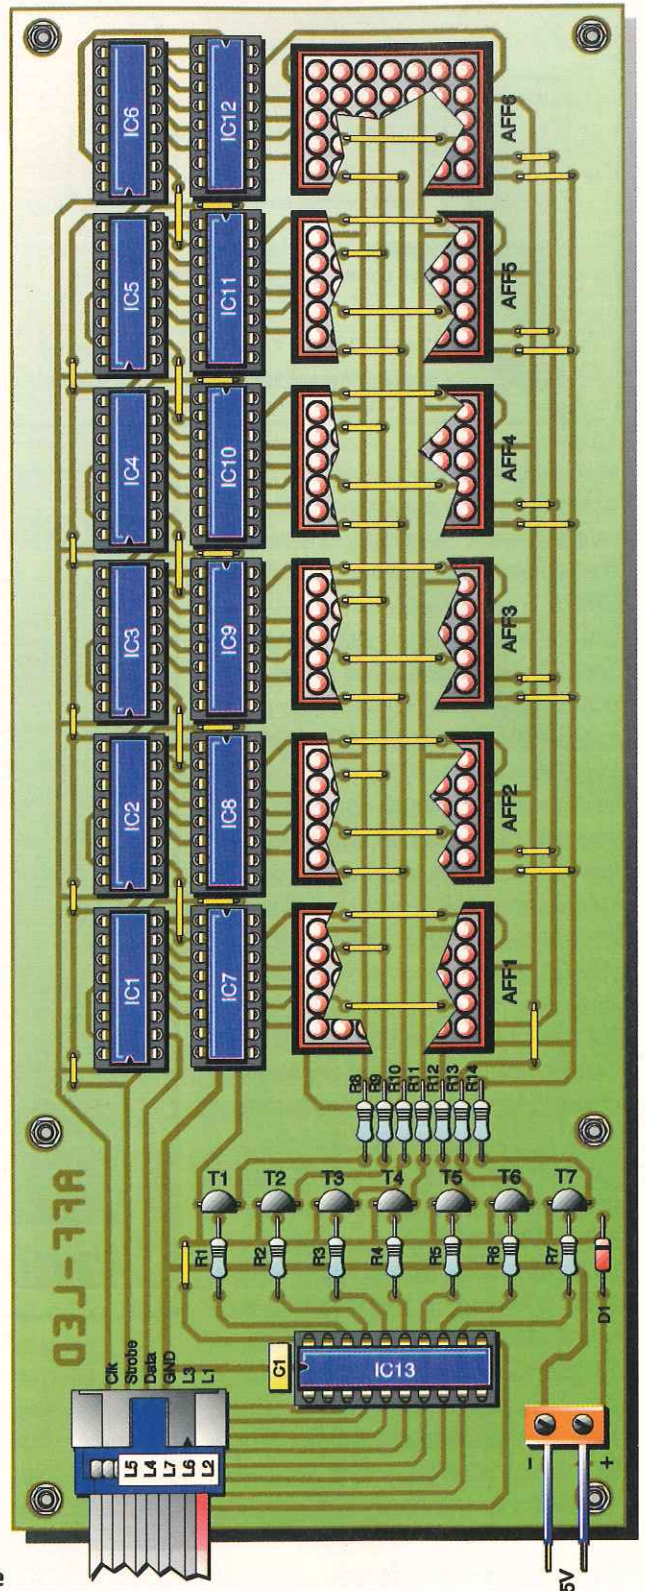 IC6
IC12
AFF6
IC5
IC11
AFF5
IC4
IC10
AFF4
IC3
IC9
AFF3
IC2
IC8
AFF2
IC1
IC7
AFF1
R8
R9
R10
R11
R12
R13
R14
T1
T2
T3
T4
T5
T6
T7
R1
R2
R3
R4
R5
R6
R7
D1
AFF-LED
Clk
Strobe
Data
GND
L3
L1
L5
L4
L7
L6
L2
C1
IC13
-
+
5V